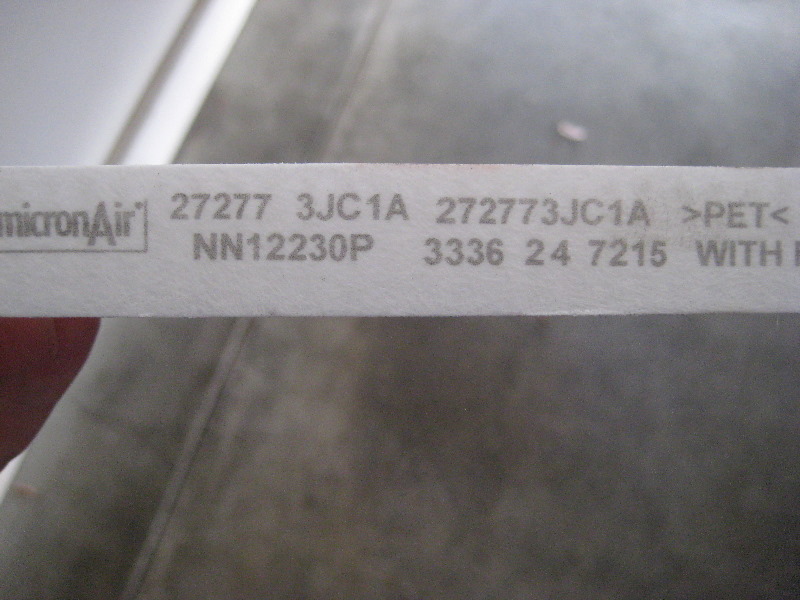 micronAir 27277 3JC1A 272773JC1A >PET<
NN12230P 3336 24 7215 WITH